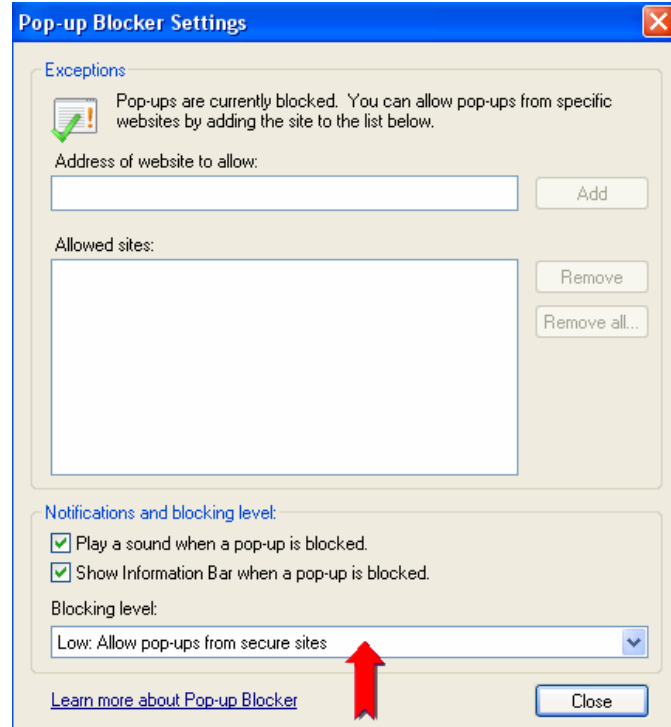 Pop-up Blocker Settings
Exceptions
Pop-ups are currently blocked. You can allow pop-ups from specific
websites by adding the site to the list below.
Address of website to allow:
Add
Allowed sites:
Remove
Remove all...
Notifications and blocking level:
Play a sound when a pop-up is blocked.
Show Information Bar when a pop-up is blocked.
Blocking level:
Low: Allow pop-ups from secure sites
Learn more about Pop-up Blocker
Close